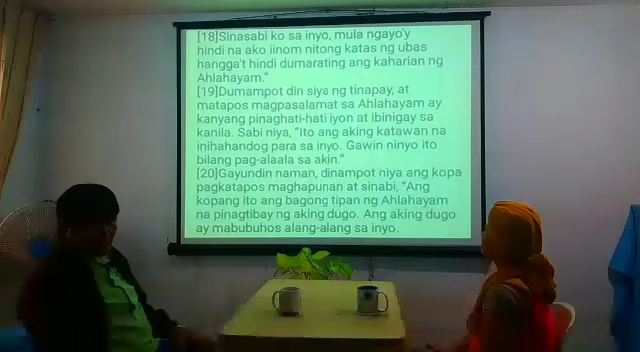 [18]Sinasabi ko sa inyo, mula ngayo'y
hindi na ako iinom nitong katas ng ubas
hangga't hindi dumarating ang kaharian ng
Ahlahayam."
[19]Dumampot din siya ng tinapay, at
matapos magpasalamat sa Ahlahayam ay
kanyang pinaghati-hati iyon at ibinigay sa
kanila. Sabi niya, "Ito ang aking katawan na
inihahandog para sa inyo. Gawin ninyo ito
bilang pag-alaala sa akin."
[20]Gayundin naman, dinampot niya ang kopa
pagkatapos maghapunan at sinabi, "Ang
kopang ito ang bagong tipan ng Ahlahayam
na pinagtibay ng aking dugo. Ang aking dugo
ay mabubuhos alang-alang sa inyo.